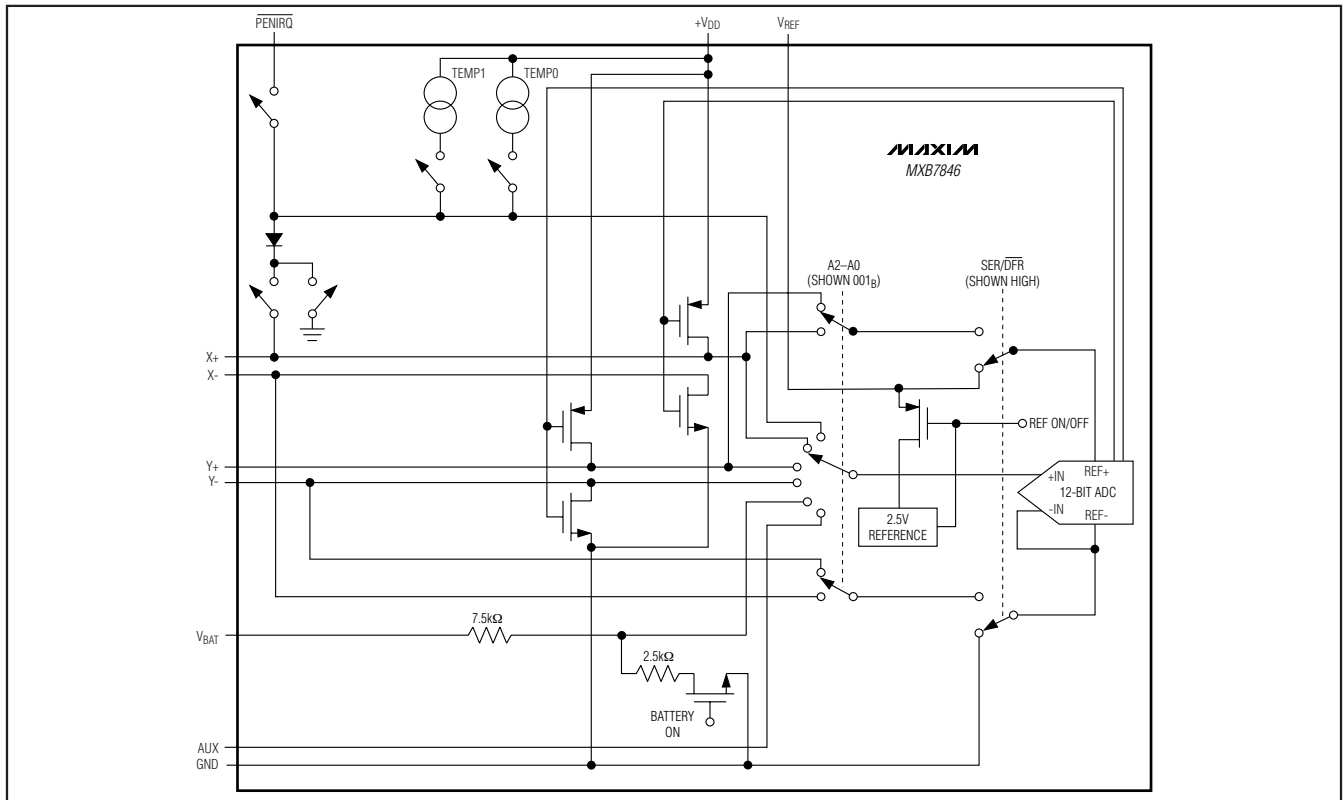 PENIRQ
+VDD
VREF
TEMP1
TEMP0
MAXIM
MXB7846
A2–A0
(SHOWN 001B)
SER/DFR
(SHOWN HIGH)
X+
X-
REF ON/OFF
Y+
Y-
+IN
REF+
12-BIT ADC
-IN
REF-
2.5V
REFERENCE
7.5kΩ
VBAT
2.5kΩ
BATTERY
ON
AUX
GND